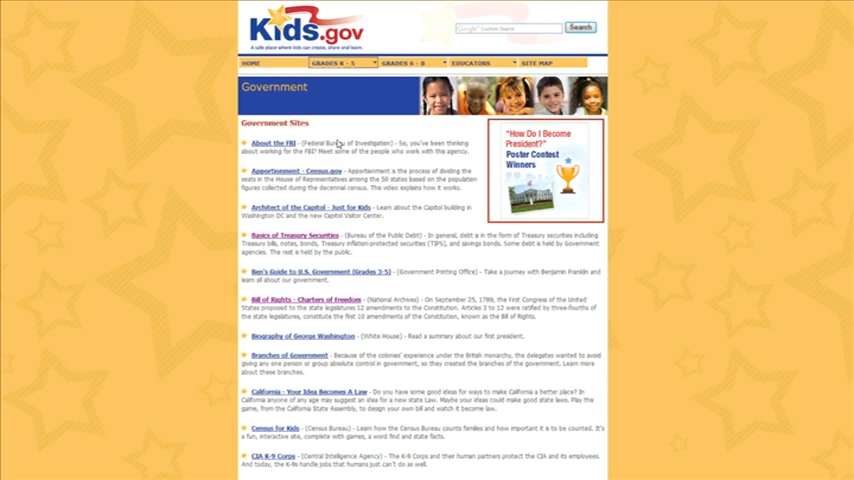 Kids.gov
A safe place where kids can create, share and learn.
Google™ Custom Search
Search
HOME
GRADES K - 5
GRADES 6 - 8
EDUCATORS
SITE MAP
Government
Government Sites
About the FBI - (Federal Bureau of Investigation) - So, you've been thinking
about working for the FBI? Meet some of the people who work with this agency.
Apportionment - Census.gov - Apportionment is the process of dividing the
seats in the House of Representatives among the 50 states based on the population
figures collected during the decennial census. This video explains how it works.
Architect of the Capitol - Just for Kids - Learn about the Capitol building in
Washington DC and the new Capitol Visitor Center.
"How Do I Become
President?"
Poster Contest
Winners
Basics of Treasury Securities - (Bureau of the Public Debt) - In general, debt is in the form of Treasury securities including
Treasury bills, notes, bonds, Treasury inflation-protected securities (TIPS), and savings bonds. Some debt is held by Government
agencies. The rest is held by the public.
Ben's Guide to U.S. Government (Grades 3-5) - (Government Printing Office) - Take a journey with Benjamin Franklin and
learn all about our government.
Bill of Rights - Charters of Freedom - (National Archives) - On September 25, 1789, the First Congress of the United
States proposed to the state legislatures 12 amendments to the Constitution. Articles 3 to 12 were ratified by three-fourths of
the state legislatures, constitute the first 10 amendments of the Constitution, known as the Bill of Rights.
Biography of George Washington - (White House) - Read a summary about our first president.
Branches of Government - Because of the colonies' experience under the British monarchy, the delegates wanted to avoid
giving any one person or group absolute control in government, so they created the branches of the government. Learn more
about these branches.
California - Your Idea Becomes A Law - Do you have some good ideas for ways to make California a better place? In
California anyone of any age may suggest an idea for a new state Law. Maybe your ideas could make good state laws. Play this
game, from the California State Assembly, to design your own bill and watch it become law.
Census for Kids - (Census Bureau) - Learn how the Census Bureau counts families and how important it is to be counted. It's
a fun, interactive site, complete with games, a word find and state facts.
CIA K-9 Corps - (Central Intelligence Agency) - The K-9 Corps and their human partners protect the CIA and its employees.
And today, the K-9s handle jobs that humans just can't do as well.